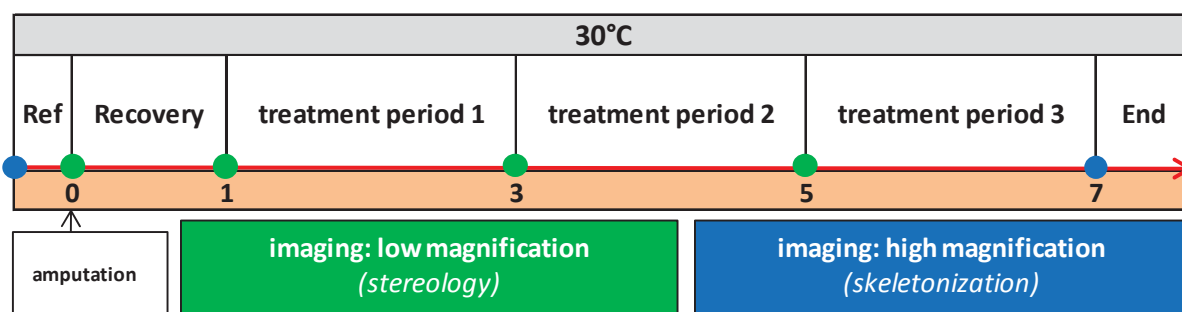 30°C
Ref Recovery treatment period 1 treatment period 2 treatment period 3 End
0 1 3 5 7
amputation
imaging: low magnification
(stereology)
imaging: high magnification
(skeletonization)